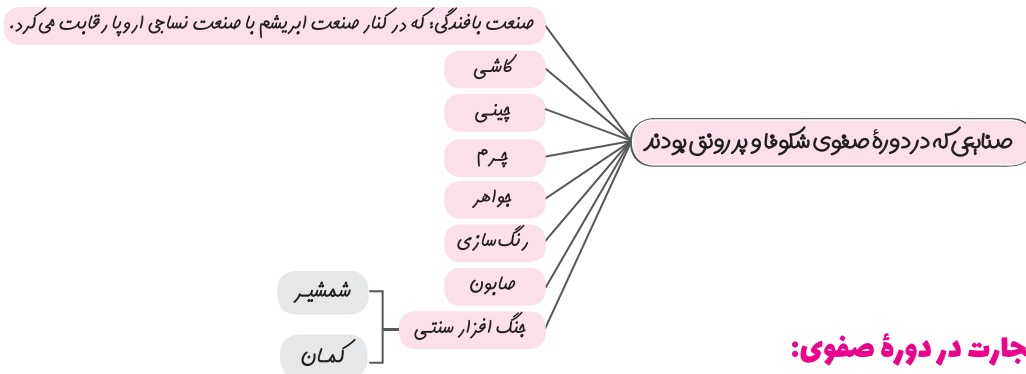 صنایعی که در دورهٔ صفوی شکوفا و پر رونق بودند
صنعت بافندگی؛ که در کنار صنعت ابریشم با صنعت نساجی اروپا رقابت می‌کرد.
کاشی
چینی
چرم
جواهر
رنگ‌سازی
صابون
جنگ افزار سنتی
شمشیر
کمان
جارت در دورهٔ صفوی: